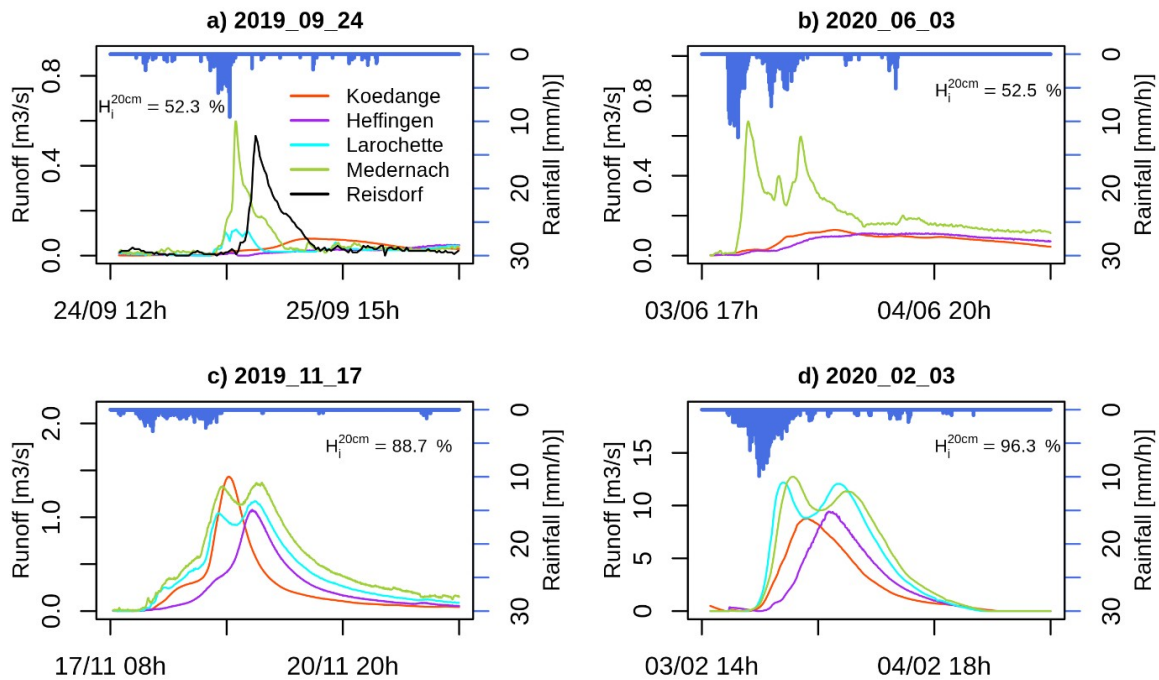 a) 2019_09_24
Runoff [m3/s]
0.0
0.4
0.8
H_i^20cm = 52.3 %
Koedange
Heffingen
Larochette
Medernach
Reisdorf
0
10
20
30
Rainfall [mm/h)]
24/09 12h
25/09 15h
b) 2020_06_03
Runoff [m3/s]
0.0
0.4
0.8
H_i^20cm = 52.5 %
0
10
20
30
Rainfall [mm/h)]
03/06 17h
04/06 20h
c) 2019_11_17
Runoff [m3/s]
0.0
1.0
2.0
H_i^20cm = 88.7 %
0
10
20
30
Rainfall [mm/h)]
17/11 08h
20/11 20h
d) 2020_02_03
Runoff [m3/s]
0
5
10
15
H_i^20cm = 96.3 %
0
10
20
30
Rainfall [mm/h)]
03/02 14h
04/02 18h